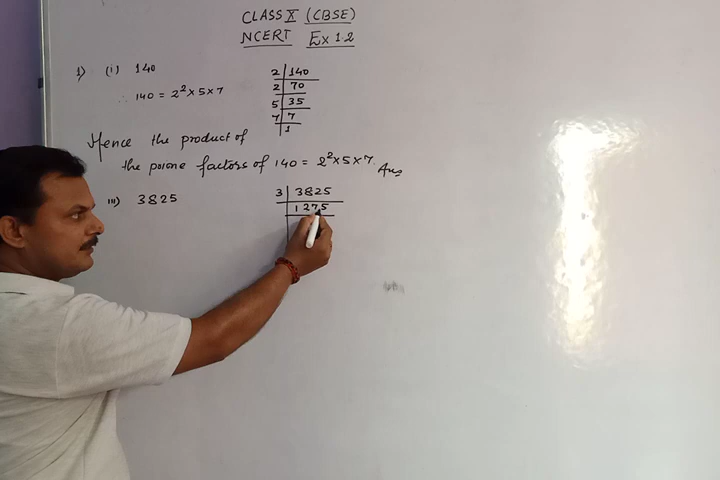 CLASS X (CBSE)
NCERT Ex 1.2
1) (i) 140
∴ 140 = 2²×5×7
2 140
2 70
5 35
7 7
1
Hence the product of
the prime factors of 140 = 2²×5×7. Ans
iii) 3825
3 3825
1275